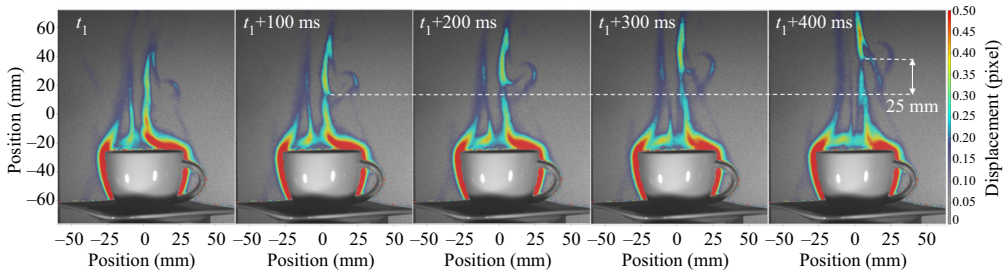 t₁
t₁+100 ms
t₁+200 ms
t₁+300 ms
t₁+400 ms
25 mm
Position (mm)
60
40
20
0
−20
−40
−60
−50 −25 0 25 50
−50 −25 0 25 50
−50 −25 0 25 50
−50 −25 0 25 50
−50 −25 0 25 50
Position (mm)
Position (mm)
Position (mm)
Position (mm)
Position (mm)
0.50
0.45
0.40
0.35
0.30
0.25
0.20
0.15
0.10
0.05
0
Displacement (pixel)